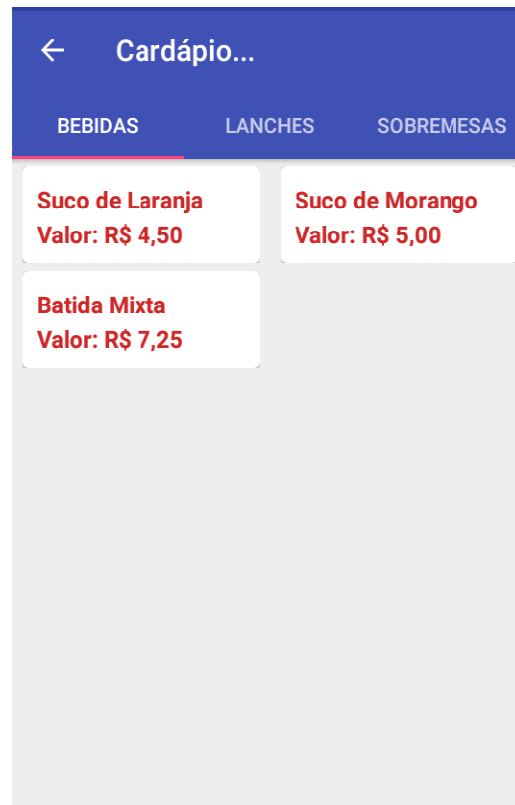 Cardápio...
BEBIDAS LANCHES SOBREMESAS
Suco de Laranja
Valor: R$ 4,50
Suco de Morango
Valor: R$ 5,00
Batida Mixta
Valor: R$ 7,25